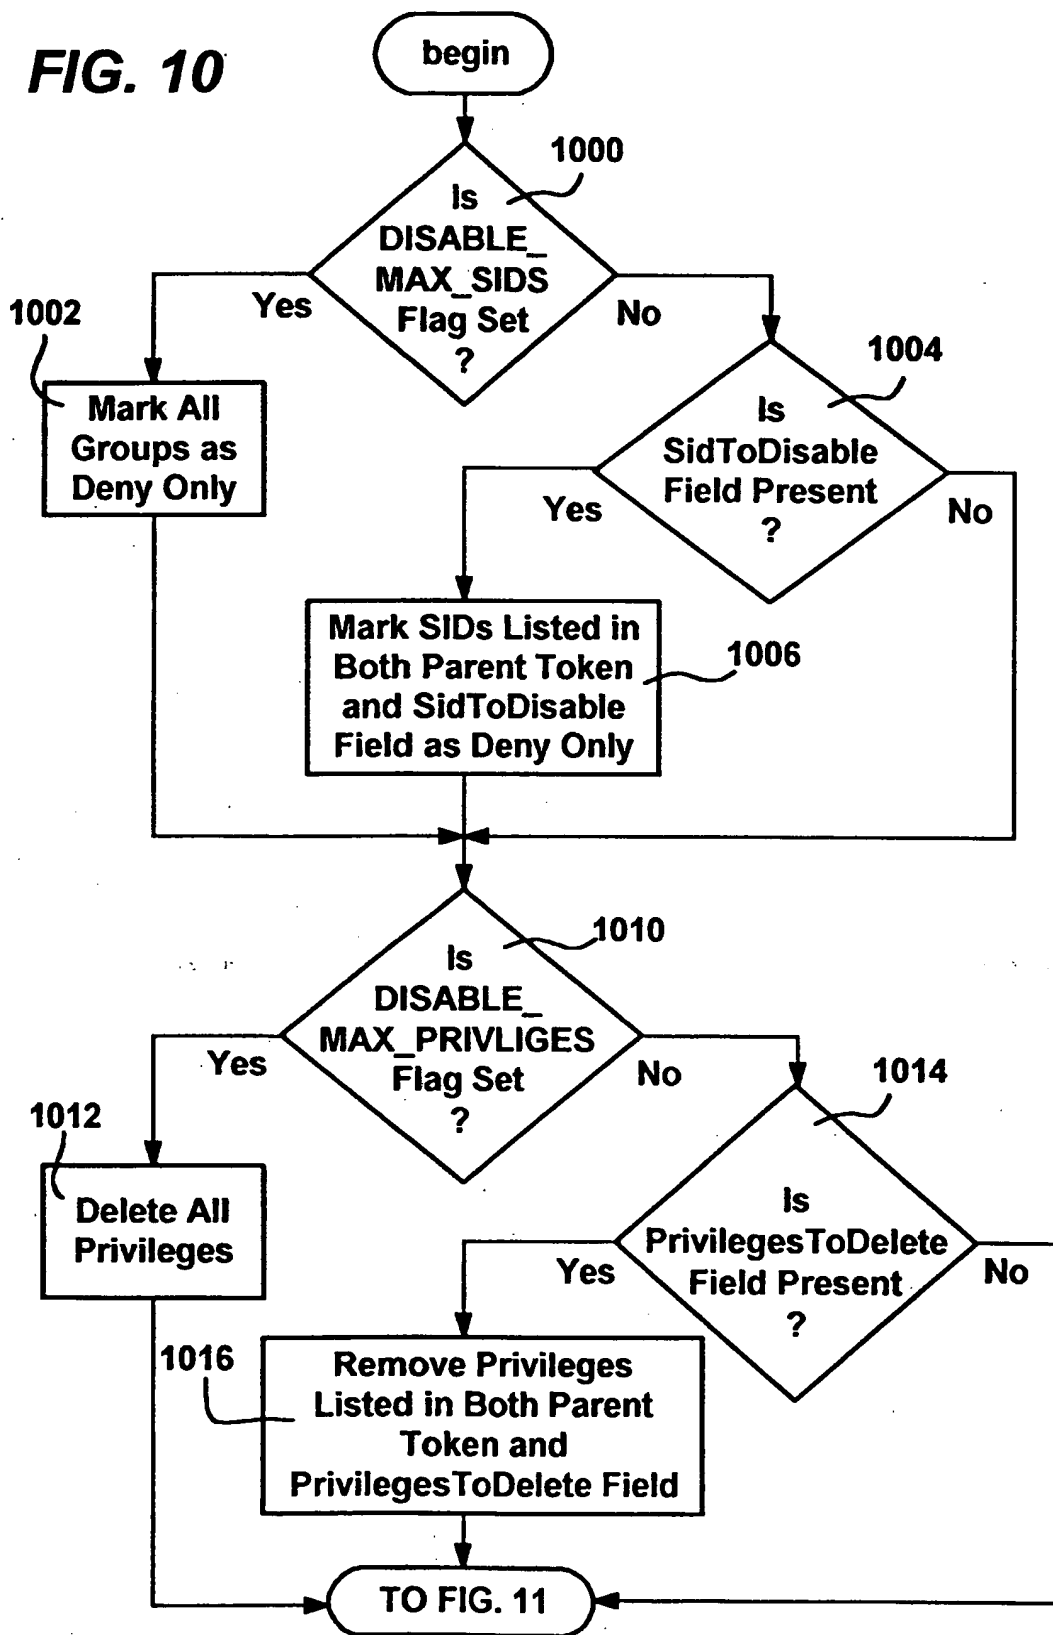 FIG. 10
begin
1000
Is
DISABLE_
MAX_SIDS
Flag Set
?
Yes
No
1002
Mark All
Groups as
Deny Only
1004
Is
SidToDisable
Field Present
?
Yes
No
Mark SIDs Listed in
Both Parent Token
and SidToDisable
Field as Deny Only
1006
1010
Is
DISABLE_
MAX_PRIVLIGES
Flag Set
?
Yes
No
1012
Delete All
Privileges
1014
Is
PrivilegesToDelete
Field Present
?
Yes
No
1016
Remove Privileges
Listed in Both Parent
Token and
PrivilegesToDelete Field
TO FIG. 11